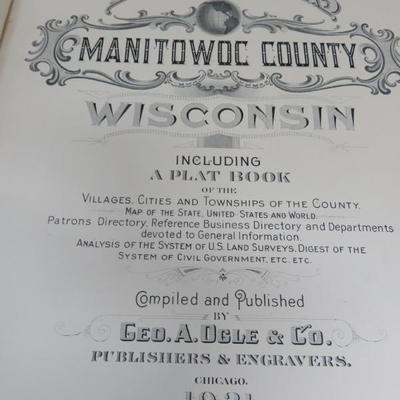 MANITOWOC COUNTY
WISCONSIN
INCLUDING
A PLAT BOOK
OF THE
VILLAGES, CITIES AND TOWNSHIPS OF THE COUNTY.
MAP OF THE STATE, UNITED STATES AND WORLD.
Patrons Directory, Reference Business Directory and Departments
devoted to General Information.
ANALYSIS OF THE SYSTEM OF U.S. LAND SURVEYS, DIGEST OF THE
SYSTEM OF CIVIL GOVERNMENT, ETC. ETC.
Compiled and Published
BY
GEO. A. OGLE & CO.
PUBLISHERS & ENGRAVERS.
CHICAGO.
1921